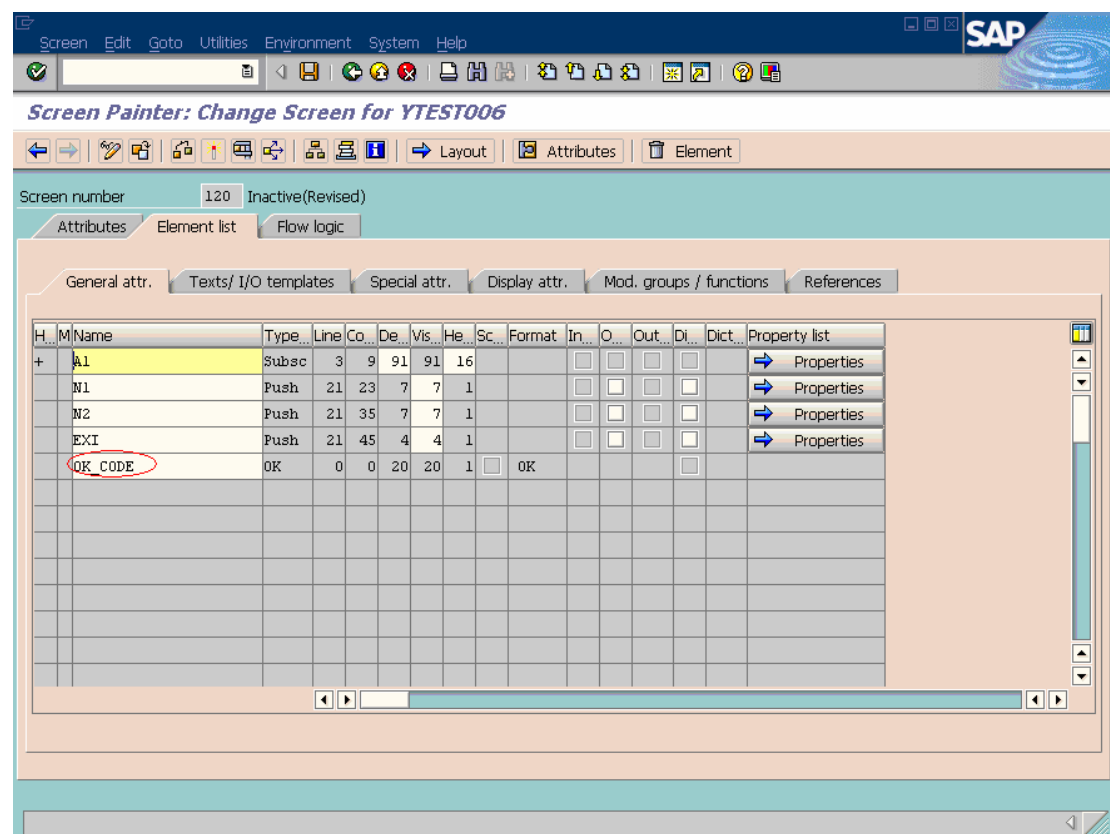 Screen Edit Goto Utilities Environment System Help
SAP
Screen Painter: Change Screen for YTEST006
Layout Attributes Element
Screen number 120 Inactive(Revised)
Attributes Element list Flow logic
General attr. Texts/ I/O templates Special attr. Display attr. Mod. groups / functions References
H... M Name Type... Line Co... De... Vis... He... Sc... Format In... O... Out... Di... Dict... Property list
+ A1 Subsc 3 9 91 91 16 Properties
N1 Push 21 23 7 7 1 Properties
N2 Push 21 35 7 7 1 Properties
EXI Push 21 45 4 4 1 Properties
OK_CODE OK 0 0 20 20 1 OK